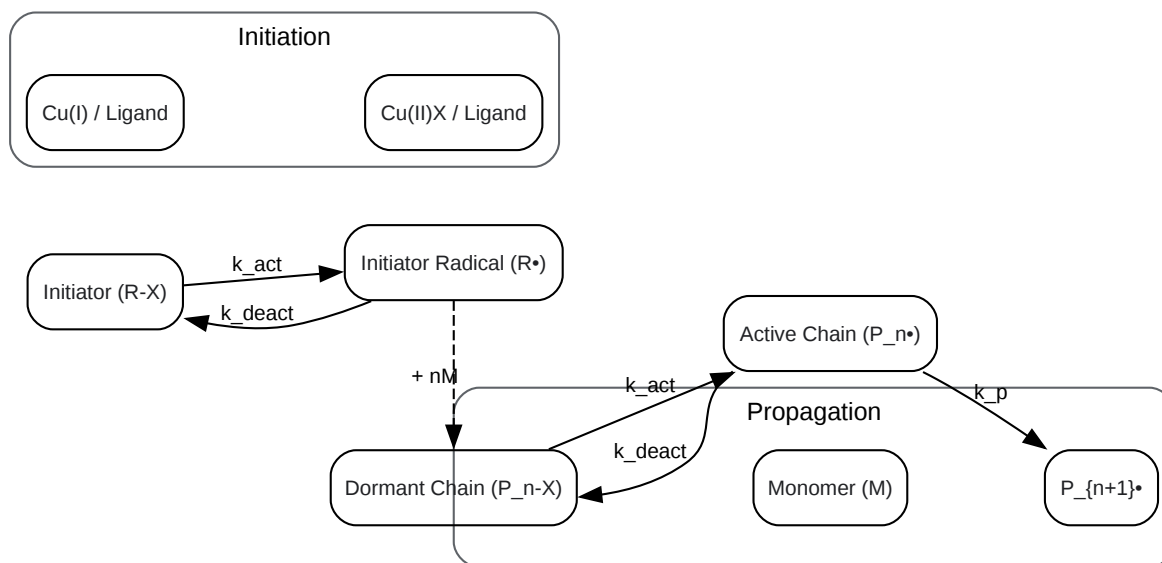 Initiation
Cu(I) / Ligand
Cu(II)X / Ligand
Initiator (R-X)
k_act
k_deact
Initiator Radical (R•)
+ nM
Active Chain (P_n•)
k_act
k_deact
k_p
Propagation
Dormant Chain (P_n-X)
Monomer (M)
P_{n+1}•